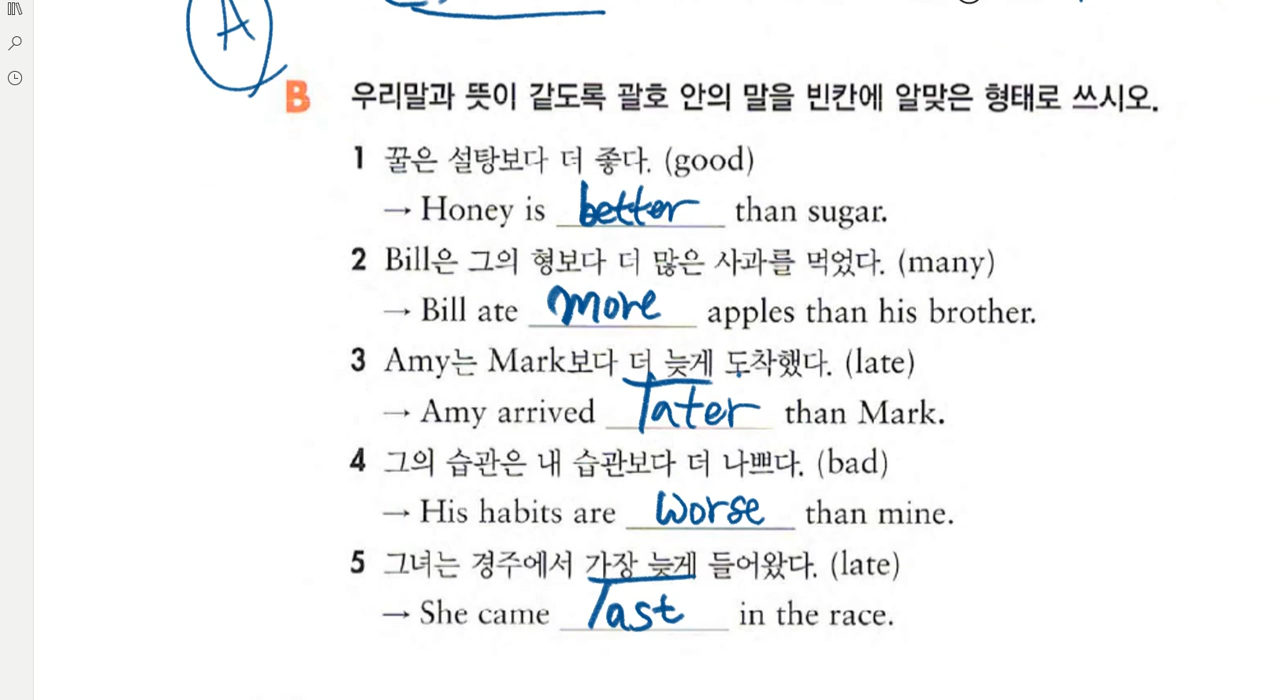 A
B 우리말과 뜻이 같도록 괄호 안의 말을 빈칸에 알맞은 형태로 쓰시오.
1 꿀은 설탕보다 더 좋다. (good)
→ Honey is better than sugar.
2 Bill은 그의 형보다 더 많은 사과를 먹었다. (many)
→ Bill ate more apples than his brother.
3 Amy는 Mark보다 더 늦게 도착했다. (late)
→ Amy arrived later than Mark.
4 그의 습관은 내 습관보다 더 나쁘다. (bad)
→ His habits are worse than mine.
5 그녀는 경주에서 가장 늦게 들어왔다. (late)
→ She came last in the race.